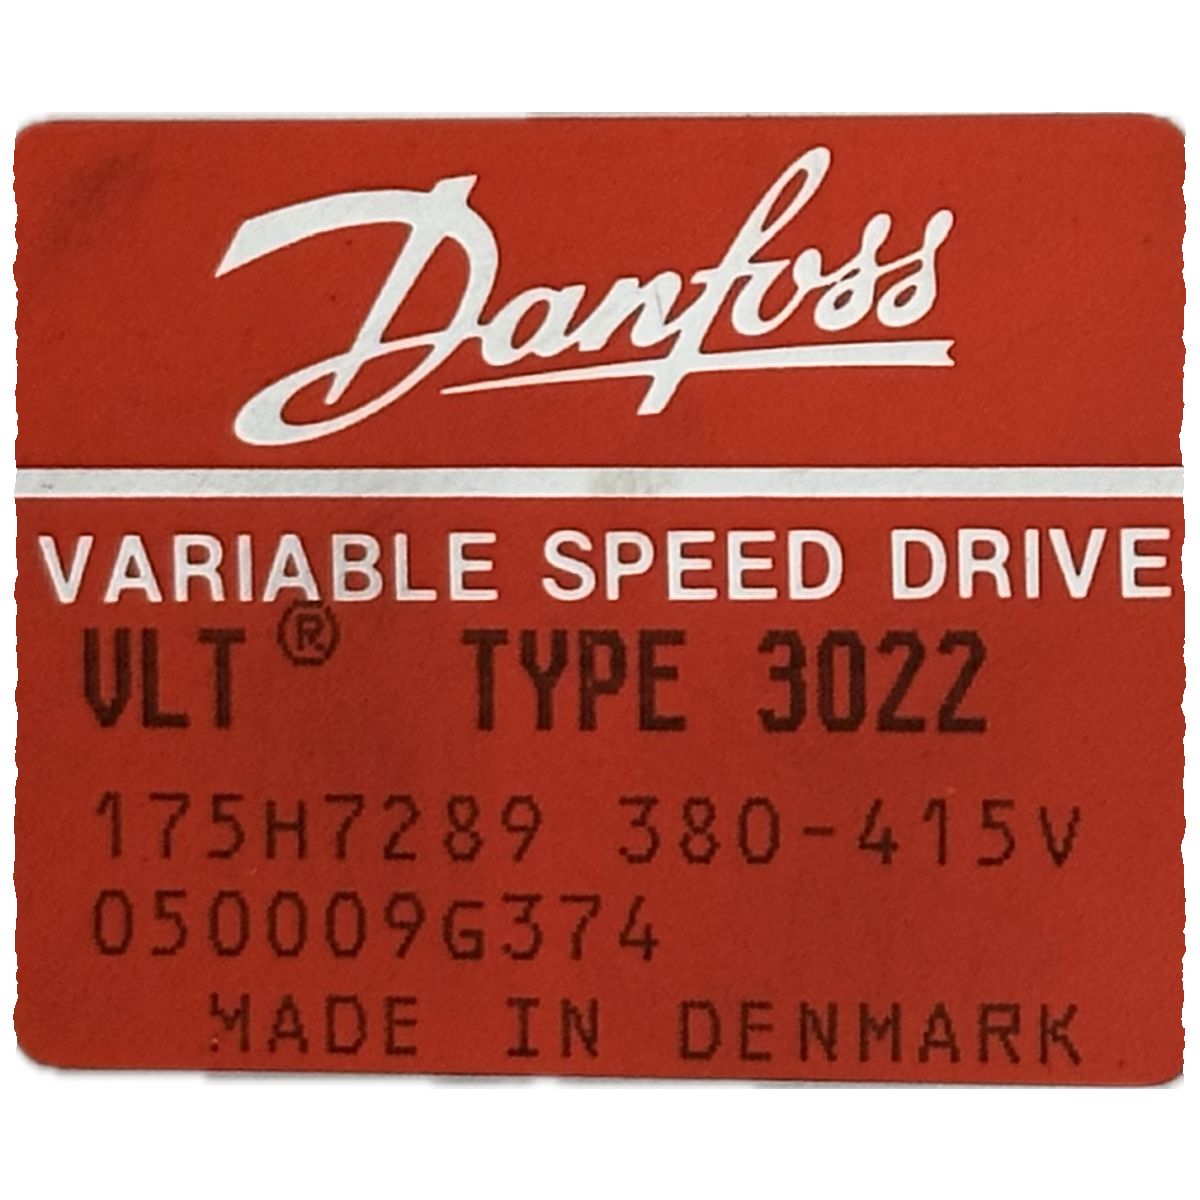 Danfoss
VARIABLE SPEED DRIVE
VLT® TYPE 3022
175H7289 380-415V
050009G374
MADE IN DENMARK